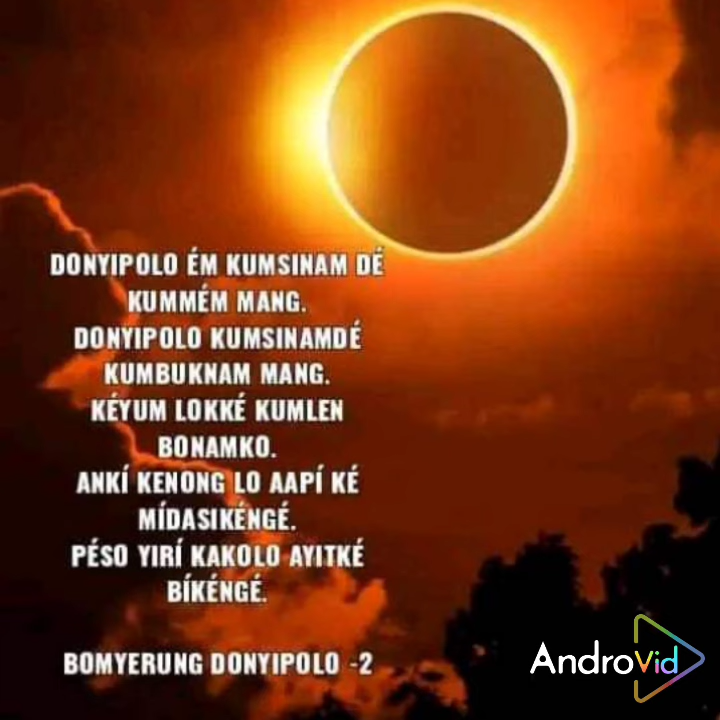 DONYIPOLO ÉM KUMSINAM DÉ
KUMMÉM MANG.
DONYIPOLO KUMSINAMDÉ
KUMBUKNAM MANG.
KÉYUM LOKKÉ KUMLEN
BONAMKO.
ANKÍ KENONG LO AAPÍ KÉ
MÍDASIKÉNGÉ.
PÉSO YIRÍ KAKOLO AYITKÉ
BÍKÉNGÉ.
BOMYERUNG DONYIPOLO -2
AndroVid